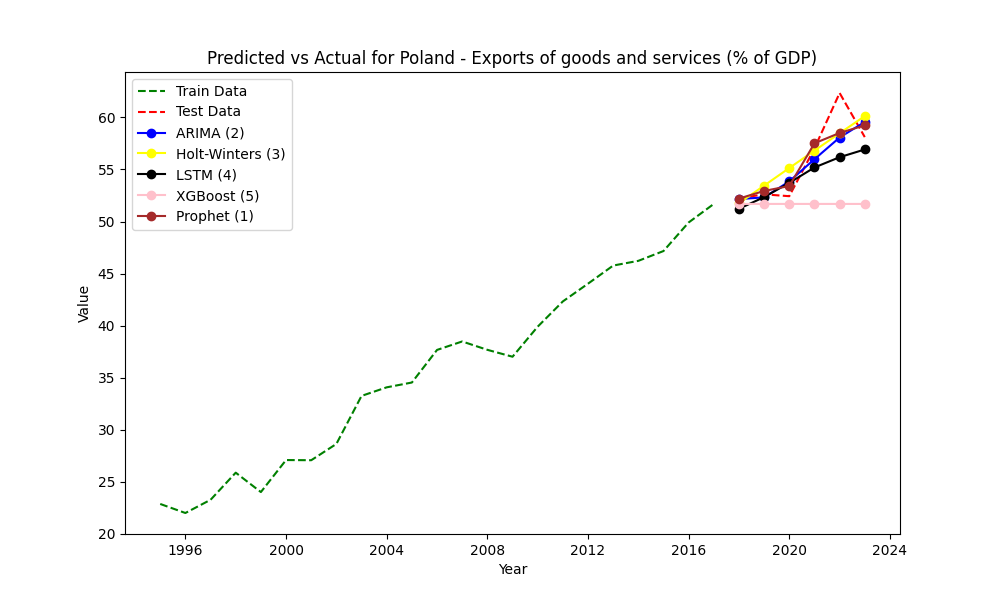 Predicted vs Actual for Poland - Exports of goods and services (% of GDP)
Train Data
Test Data
ARIMA (2)
Holt-Winters (3)
LSTM (4)
XGBoost (5)
Prophet (1)
Value
60
55
50
45
40
35
30
25
20
1996 2000 2004 2008 2012 2016 2020 2024
Year